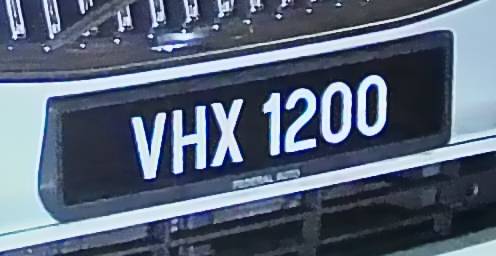 VHX 1200
FEDERAL AUTO